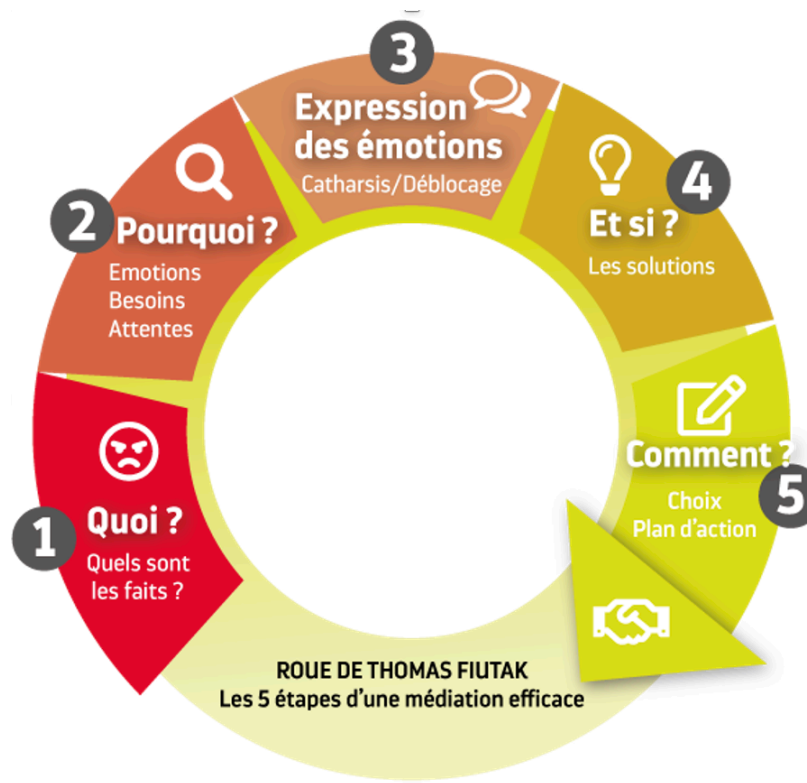 1
Quoi ?
Quels sont
les faits ?
2
Pourquoi ?
Emotions
Besoins
Attentes
3
Expression
des émotions
Catharsis/Déblocage
4
Et si ?
Les solutions
5
Comment ?
Choix
Plan d'action
ROUE DE THOMAS FIUTAK
Les 5 étapes d'une médiation efficace